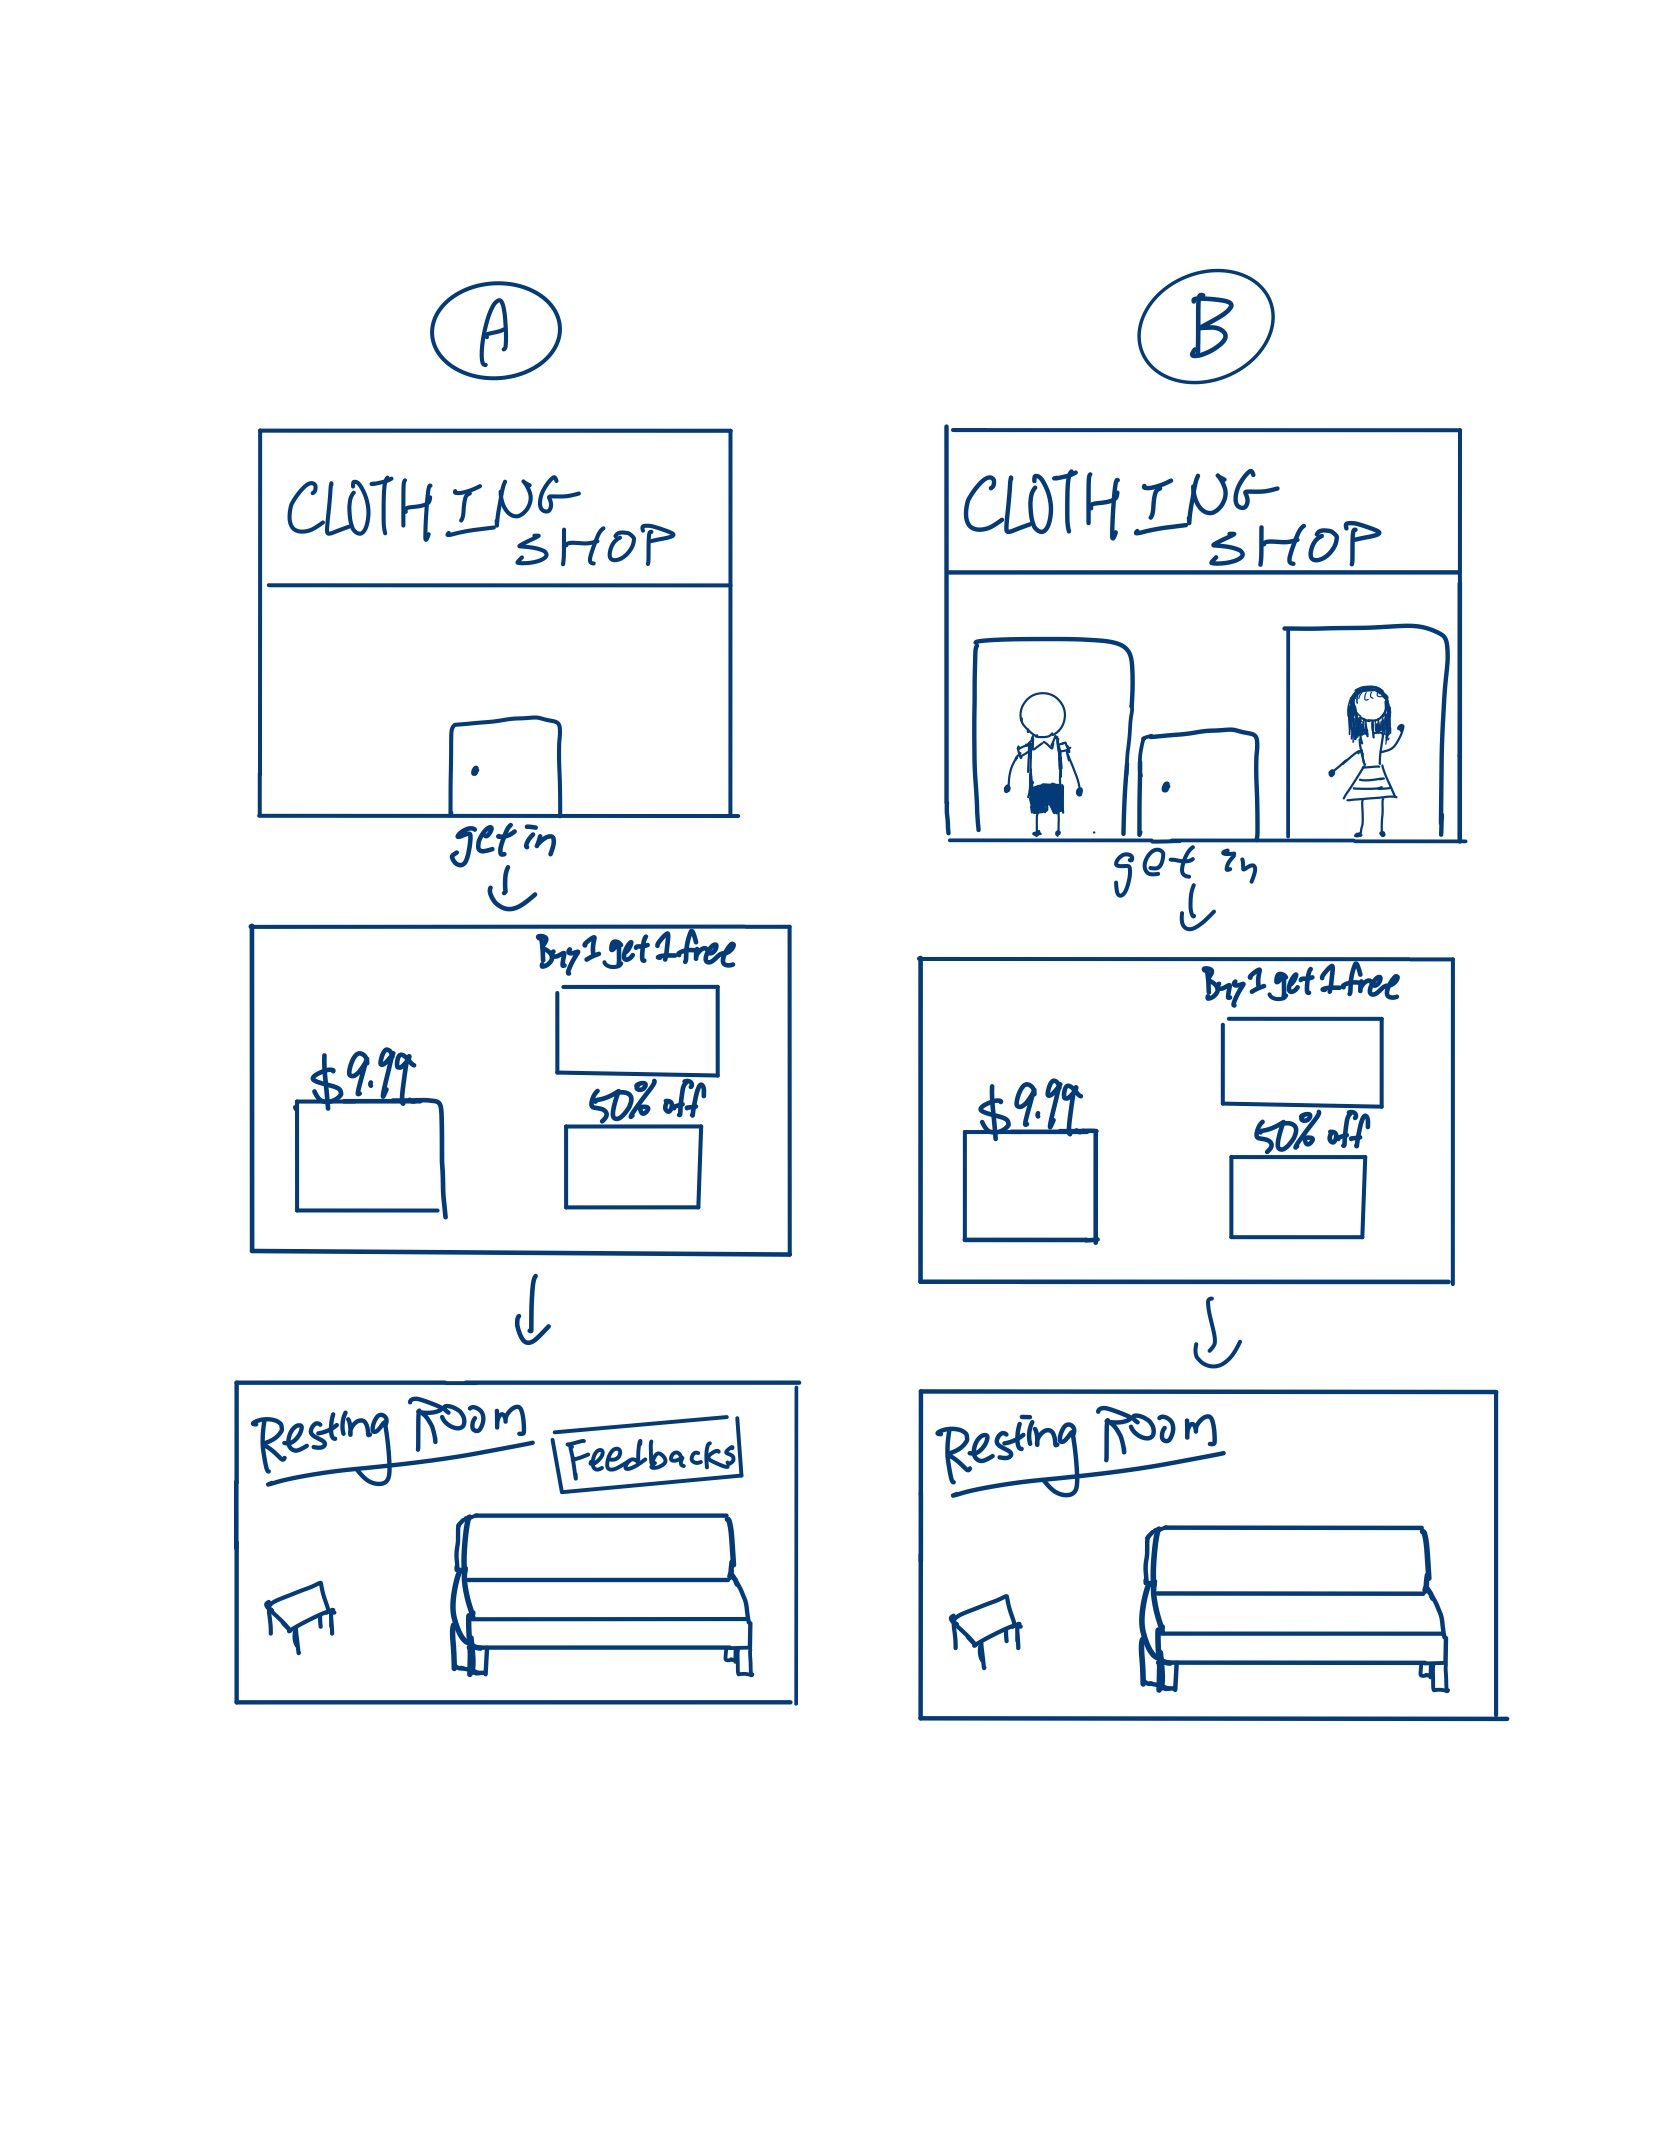 A
CLOTHING
SHOP
get in
Buy 1 get 1 free
$9.99
50% off
Resting Room
Feedbacks
B
CLOTHING
SHOP
get in
Buy 1 get 1 free
$9.99
50% off
Resting Room